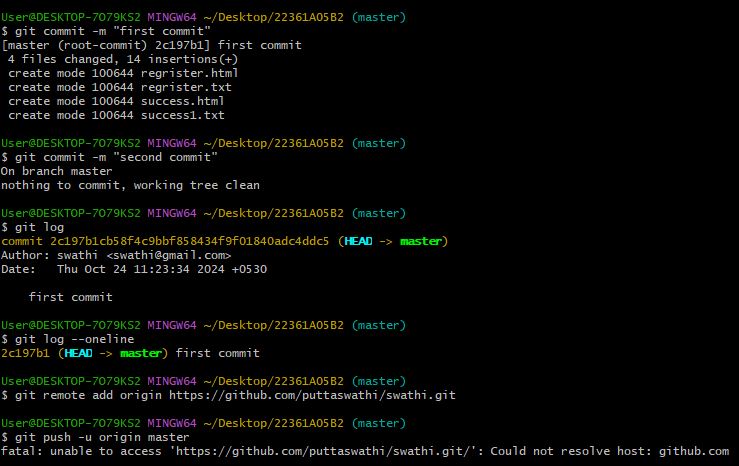 User@DESKTOP-7O79KS2 MINGW64 ~/Desktop/22361A05B2 (master)
$ git commit -m "first commit"
[master (root-commit) 2c197b1] first commit
 4 files changed, 14 insertions(+)
 create mode 100644 regrister.html
 create mode 100644 regrister.txt
 create mode 100644 success.html
 create mode 100644 success1.txt

User@DESKTOP-7O79KS2 MINGW64 ~/Desktop/22361A05B2 (master)
$ git commit -m "second commit"
On branch master
nothing to commit, working tree clean

User@DESKTOP-7O79KS2 MINGW64 ~/Desktop/22361A05B2 (master)
$ git log
commit 2c197b1cb58f4c9bbf858434f9f01840adc4ddc5 (HEAD -> master)
Author: swathi <swathi@gmail.com>
Date:   Thu Oct 24 11:23:34 2024 +0530

    first commit

User@DESKTOP-7O79KS2 MINGW64 ~/Desktop/22361A05B2 (master)
$ git log --oneline
2c197b1 (HEAD -> master) first commit

User@DESKTOP-7O79KS2 MINGW64 ~/Desktop/22361A05B2 (master)
$ git remote add origin https://github.com/puttaswathi/swathi.git

User@DESKTOP-7O79KS2 MINGW64 ~/Desktop/22361A05B2 (master)
$ git push -u origin master
fatal: unable to access 'https://github.com/puttaswathi/swathi.git/': Could not resolve host: github.com